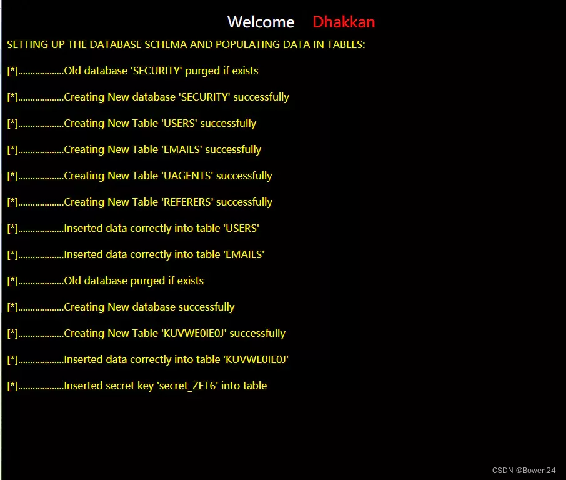 Welcome Dhakkan
SETTING UP THE DATABASE SCHEMA AND POPULATING DATA IN TABLES:
[*]...................Old database 'SECURITY' purged if exists
[*]...................Creating New database 'SECURITY' successfully
[*]...................Creating New Table 'USERS' successfully
[*]...................Creating New Table 'EMAILS' successfully
[*]...................Creating New Table 'UAGENTS' successfully
[*]...................Creating New Table 'REFERERS' successfully
[*]...................Inserted data correctly into table 'USERS'
[*]...................Inserted data correctly into table 'EMAILS'
[*]...................Old database purged if exists
[*]...................Creating New database successfully
[*]...................Creating New Table 'KUVWE0IE0J' successfully
[*]...................Inserted data correctly into table 'KUVWE0IE0J'
[*]...................Inserted secret key 'secret_ZET6' into table
CSDN @Bower24